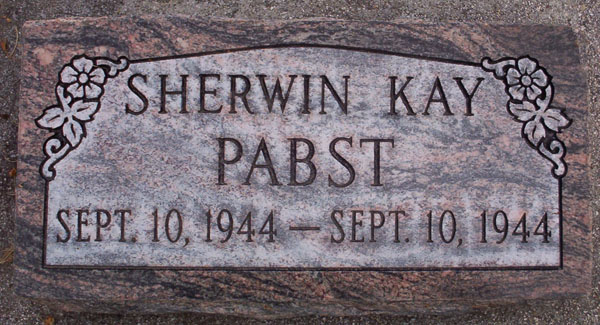 SHERWIN KAY
PABST
SEPT. 10, 1944 — SEPT. 10, 1944